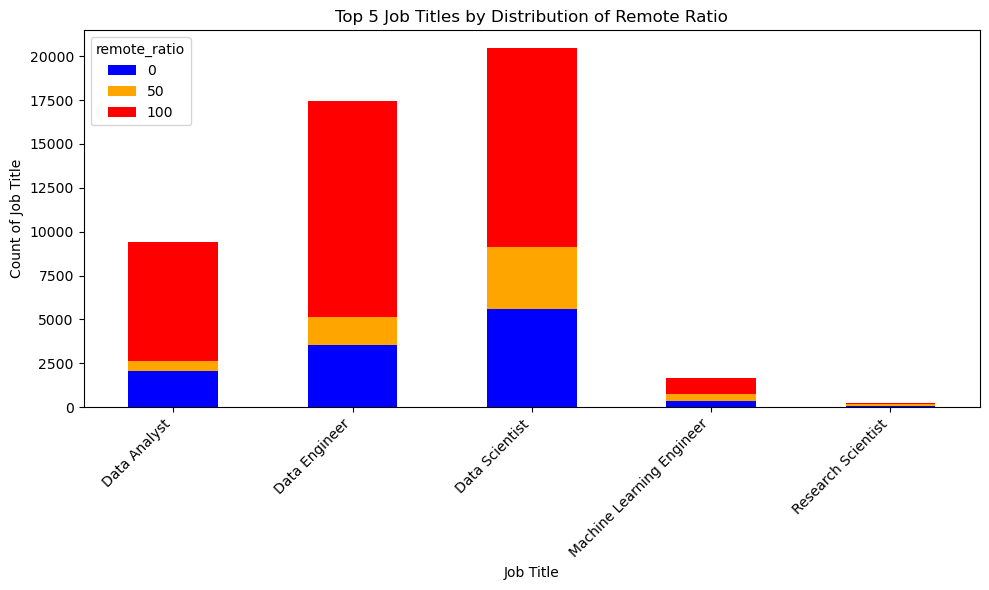 Top 5 Job Titles by Distribution of Remote Ratio
remote_ratio
0
50
100
Count of Job Title
20000
17500
15000
12500
10000
7500
5000
2500
0
Data Analyst
Data Engineer
Data Scientist
Machine Learning Engineer
Research Scientist
Job Title